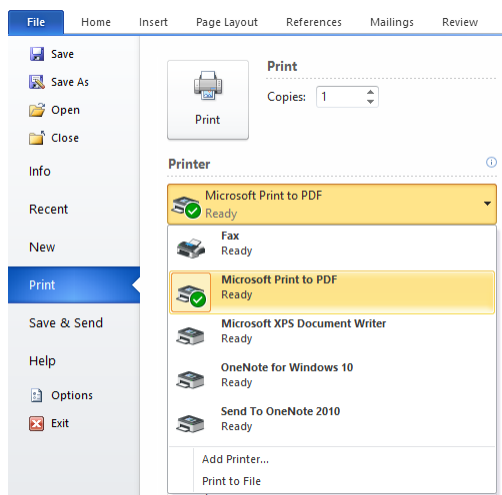 File Home Insert Page Layout References Mailings Review
Save
Save As
Open
Close
Info
Recent
New
Print
Save & Send
Help
Options
Exit
Print
Print
Copies: 1
Printer
Microsoft Print to PDF
Ready
Fax
Ready
Microsoft Print to PDF
Ready
Microsoft XPS Document Writer
Ready
OneNote for Windows 10
Ready
Send To OneNote 2010
Ready
Add Printer...
Print to File